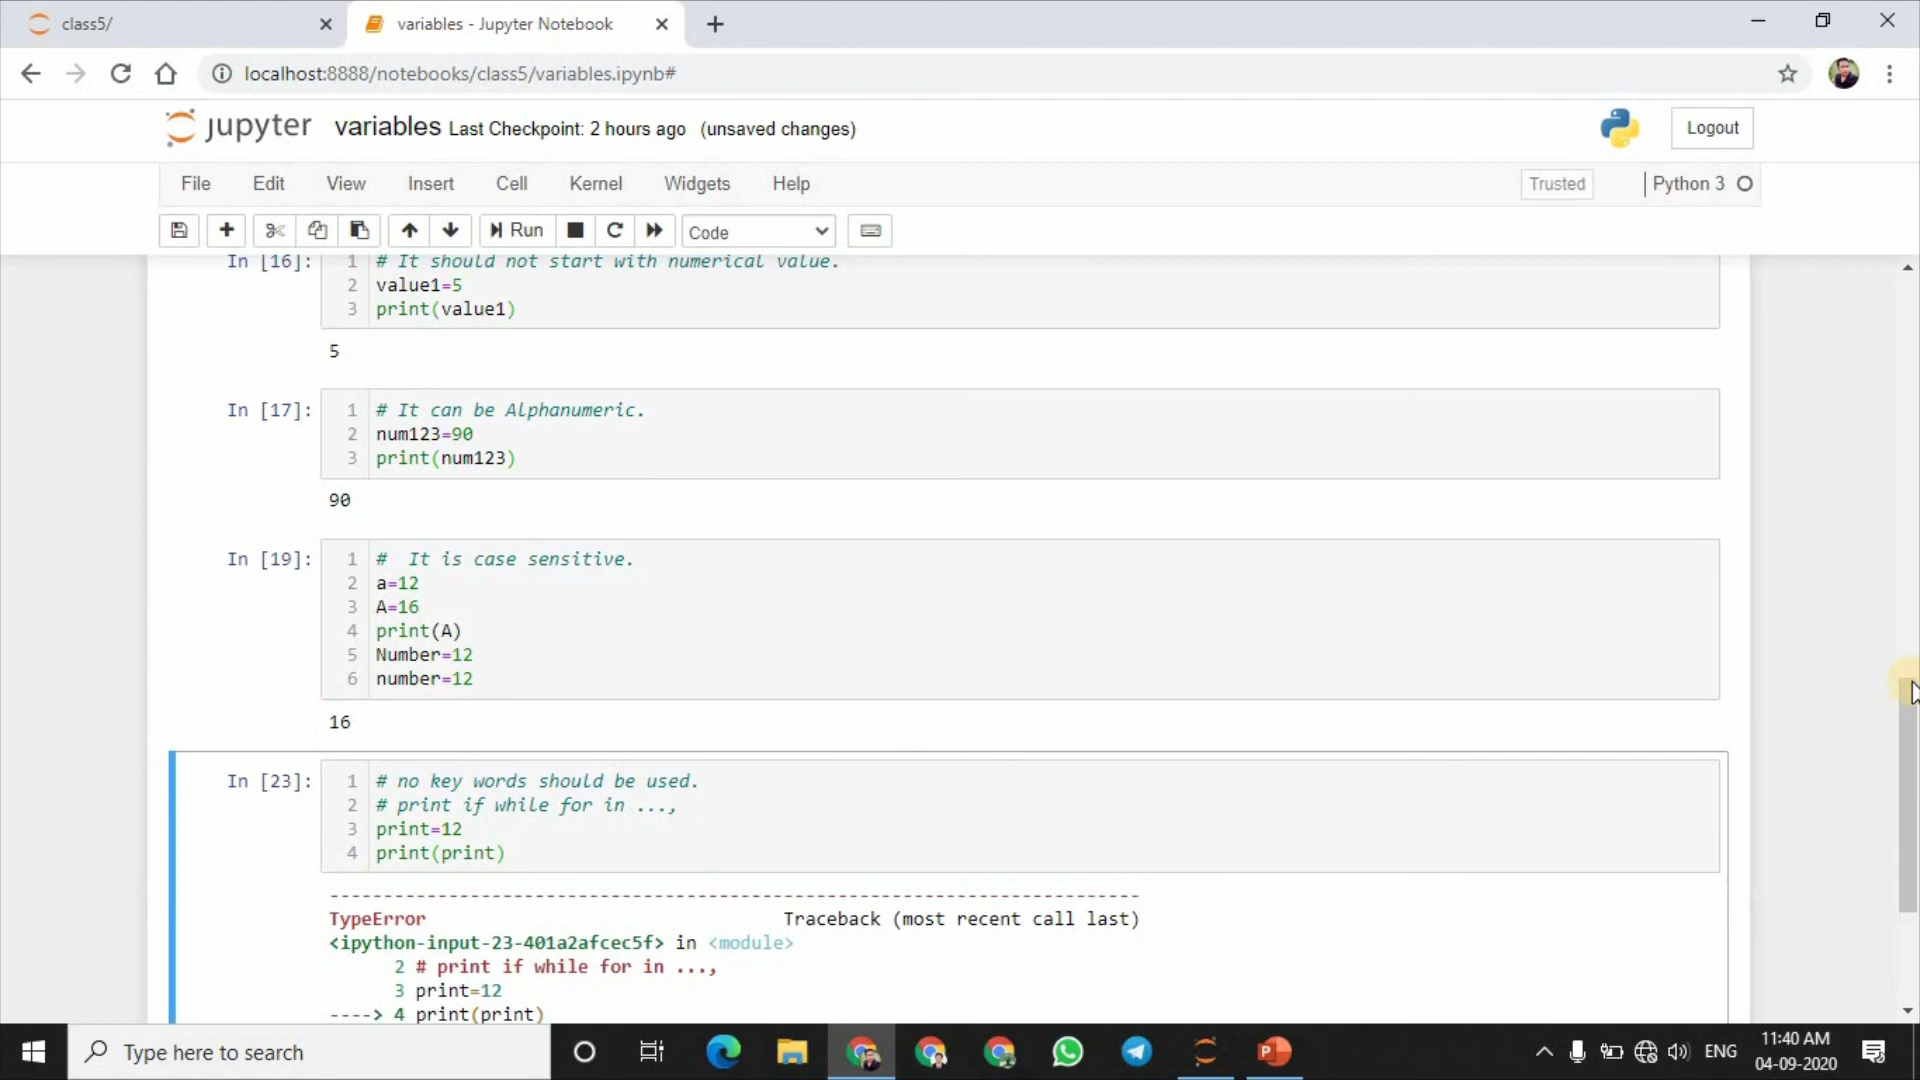 class5/
variables - Jupyter Notebook
localhost:8888/notebooks/class5/variables.ipynb#
jupyter variables Last Checkpoint: 2 hours ago (unsaved changes)
Logout
File Edit View Insert Cell Kernel Widgets Help
Trusted
Python 3
Run
Code
In [16]:
1 # It should not start with numerical value.
2 value1=5
3 print(value1)
5
In [17]:
1 # It can be Alphanumeric.
2 num123=90
3 print(num123)
90
In [19]:
1 #  It is case sensitive.
2 a=12
3 A=16
4 print(A)
5 Number=12
6 number=12
16
In [23]:
1 # no key words should be used.
2 # print if while for in ...,
3 print=12
4 print(print)
---------------------------------------------------------------------------
TypeError                                 Traceback (most recent call last)
<ipython-input-23-401a2afcec5f> in <module>
      2 # print if while for in ...,
      3 print=12
----> 4 print(print)
Type here to search
ENG
11:40 AM
04-09-2020